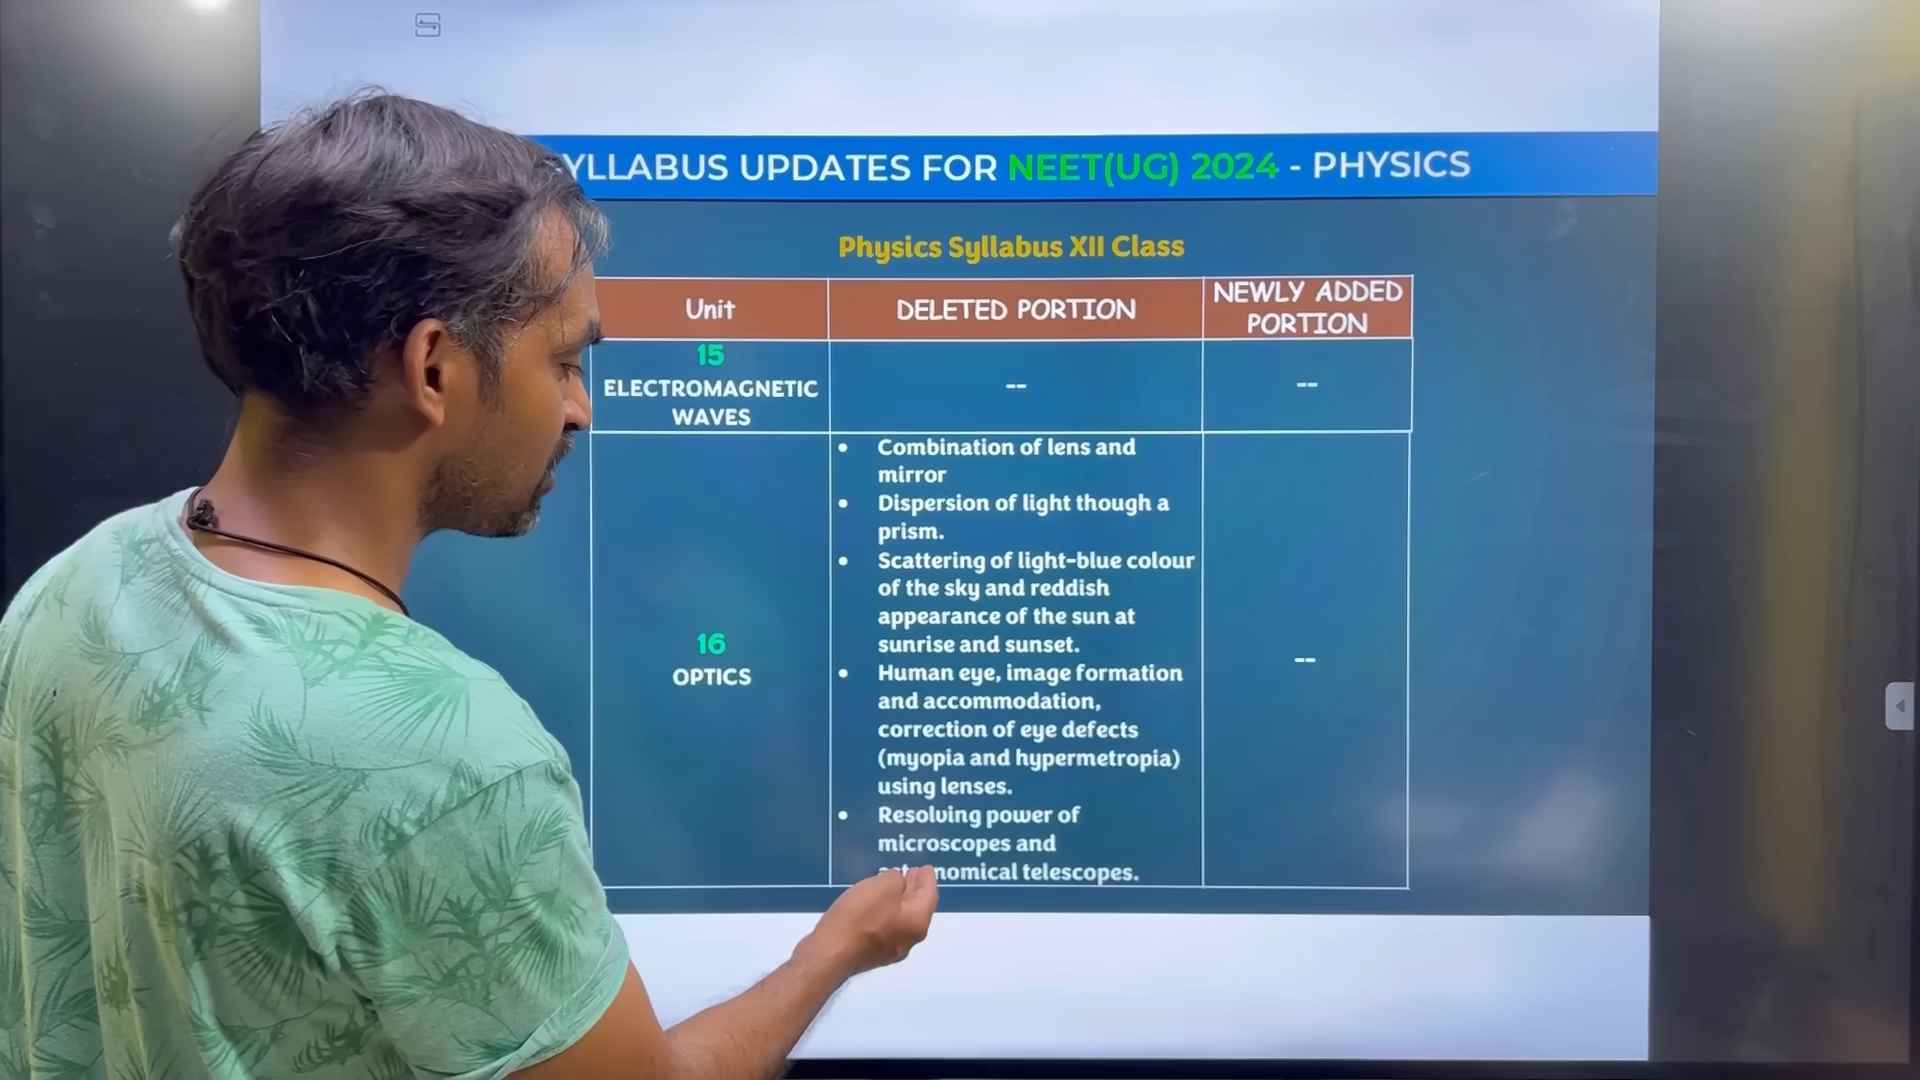 YLLABUS UPDATES FOR NEET(UG) 2024 - PHYSICS
Physics Syllabus XII Class
Unit
DELETED PORTION
NEWLY ADDED
PORTION
15
ELECTROMAGNETIC
WAVES
--
--
16
OPTICS
• Combination of lens and
mirror
• Dispersion of light though a
prism.
• Scattering of light-blue colour
of the sky and reddish
appearance of the sun at
sunrise and sunset.
• Human eye, image formation
and accommodation,
correction of eye defects
(myopia and hypermetropia)
using lenses.
• Resolving power of
microscopes and
telescopes.
--